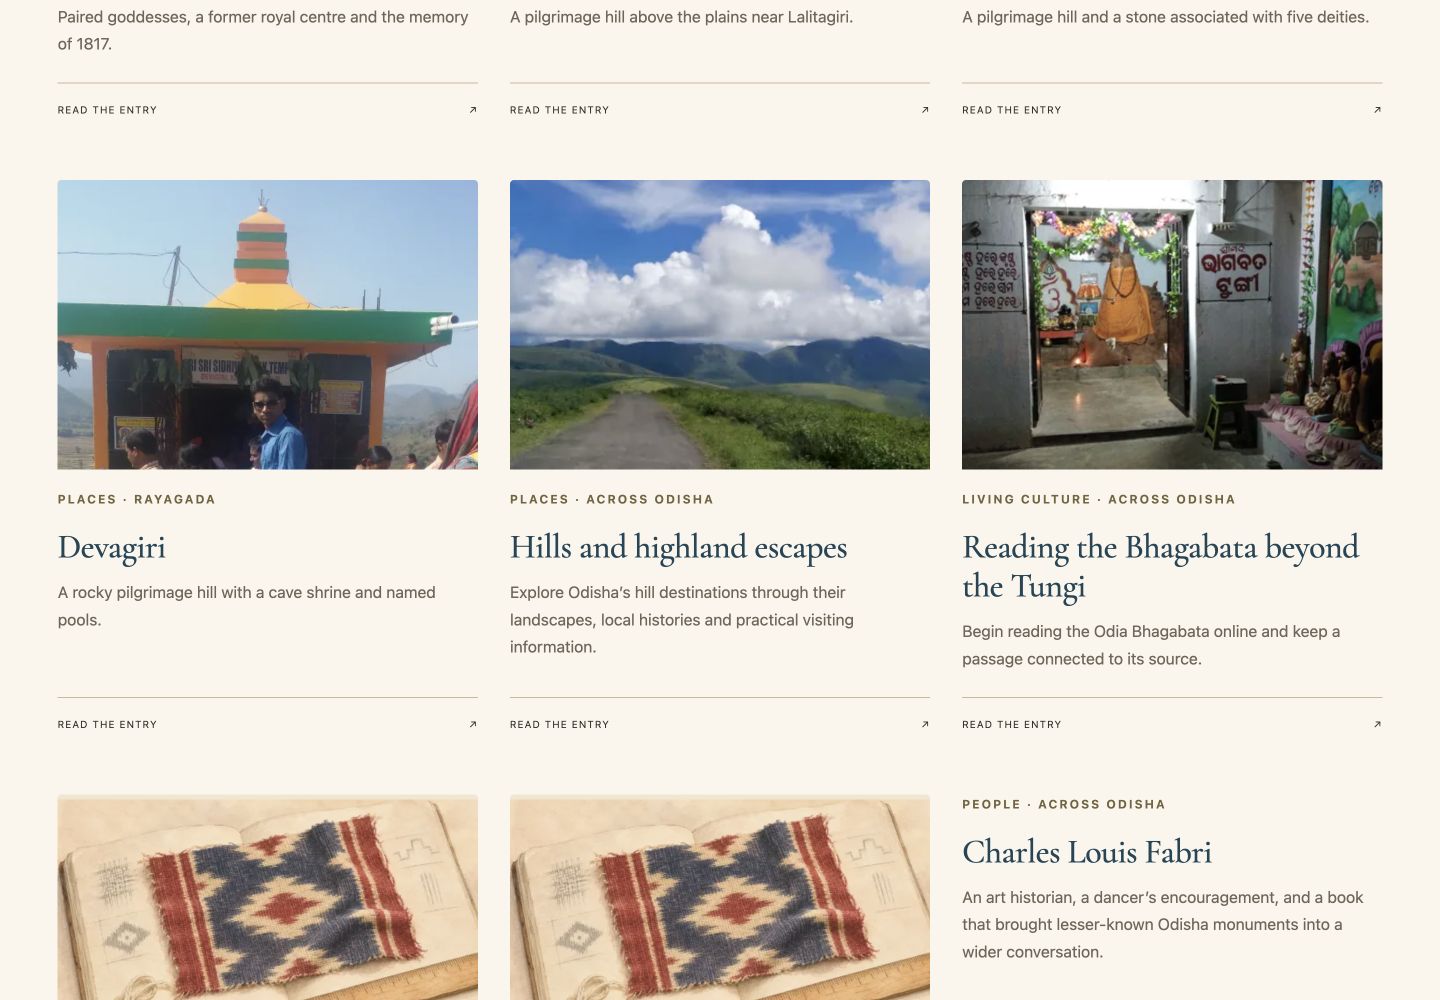 Paired goddesses, a former royal centre and the memory
of 1817.
READ THE ENTRY ↗
A pilgrimage hill above the plains near Lalitagiri.
READ THE ENTRY ↗
A pilgrimage hill and a stone associated with five deities.
READ THE ENTRY ↗
PLACES · RAYAGADA
Devagiri
A rocky pilgrimage hill with a cave shrine and named
pools.
READ THE ENTRY ↗
PLACES · ACROSS ODISHA
Hills and highland escapes
Explore Odisha’s hill destinations through their
landscapes, local histories and practical visiting
information.
READ THE ENTRY ↗
ଭାଗବତ
ଟୁଙ୍ଗୀ
LIVING CULTURE · ACROSS ODISHA
Reading the Bhagabata beyond
the Tungi
Begin reading the Odia Bhagabata online and keep a
passage connected to its source.
READ THE ENTRY ↗
PEOPLE · ACROSS ODISHA
Charles Louis Fabri
An art historian, a dancer’s encouragement, and a book
that brought lesser-known Odisha monuments into a
wider conversation.